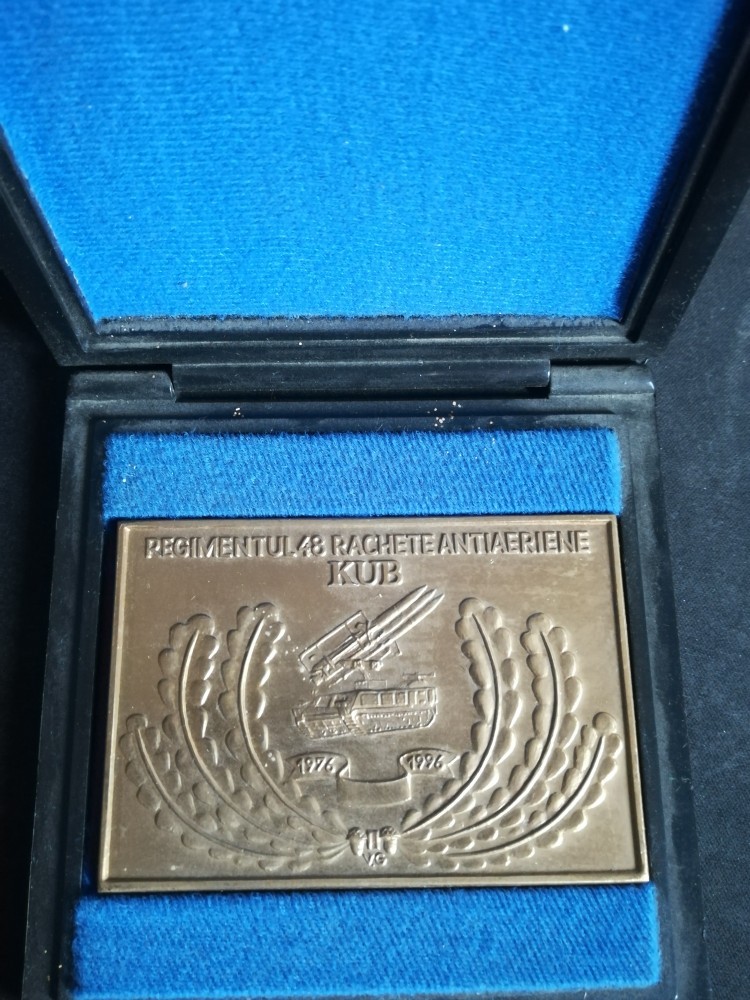 REGIMENTUL 48 RACHETE ANTIAERIENE
KUB
1976 1996
VG